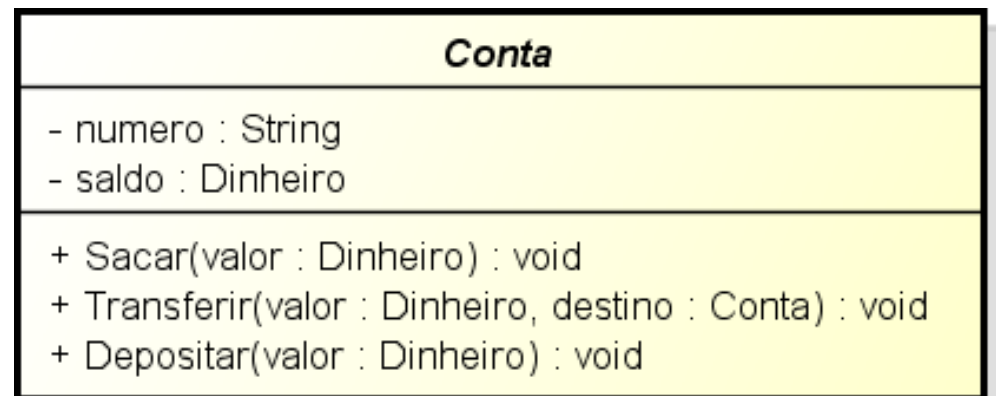 Conta
- numero : String
- saldo : Dinheiro
+ Sacar(valor : Dinheiro) : void
+ Transferir(valor : Dinheiro, destino : Conta) : void
+ Depositar(valor : Dinheiro) : void